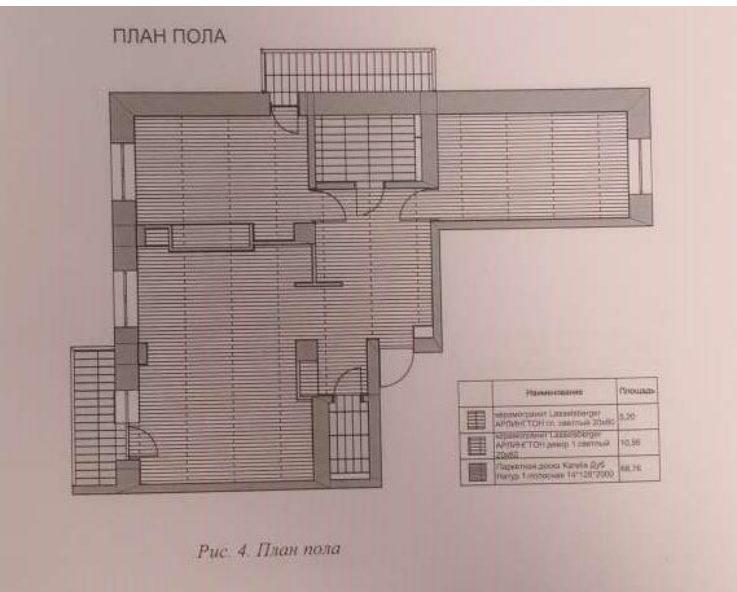 ПЛАН ПОЛА
Наименование Площадь
керамогранит Lasselsberger
АРЛИНГТОН гл. светлый 20х60 5,20
керамогранит Lasselsberger
АРЛИНГТОН декор 1 светлый 10,56
20х60
Паркетная доска Karelia Дуб
Натур 1-полосная 14*128*2000 68,76
Рис. 4. План пола